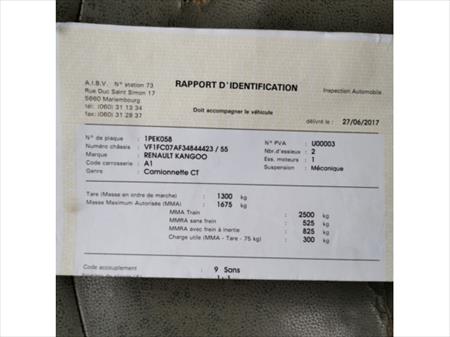 A.I.B.V. N° station 73
Rue Duc Saint Simon 17
5660 Mariembourg
tel: (060) 31 13 34
fax: (060) 31 28 37
RAPPORT D'IDENTIFICATION
Inspection Automobile
Doit accompagner le véhicule
délivré le : 27/06/2017
N° de plaque : 1PEK058
Numéro châssis : VF1FC07AF34844423 / 55
Marque : RENAULT KANGOO
Code carrosserie : A1
Genre : Camionnette CT
N° PVA : U00003
Nbr.d'essieux : 2
Ess. moteurs : 1
Suspension : Mécanique
Tare (Masse en ordre de marche) : 1300 kg
Masse Maximum Autorisée (MMA) : 1675 kg
MMA Train : 2500 kg
MMRA sans frein : 525 kg
MMRA avec frein à inertie : 825 kg
Charge utile (MMA - Tare - 75 kg) : 300 kg
Code accouplement : 9 Sans